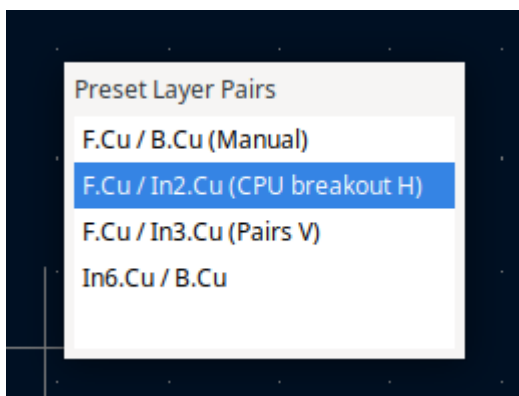 Preset Layer Pairs
F.Cu / B.Cu (Manual)
F.Cu / In2.Cu (CPU breakout H)
F.Cu / In3.Cu (Pairs V)
In6.Cu / B.Cu